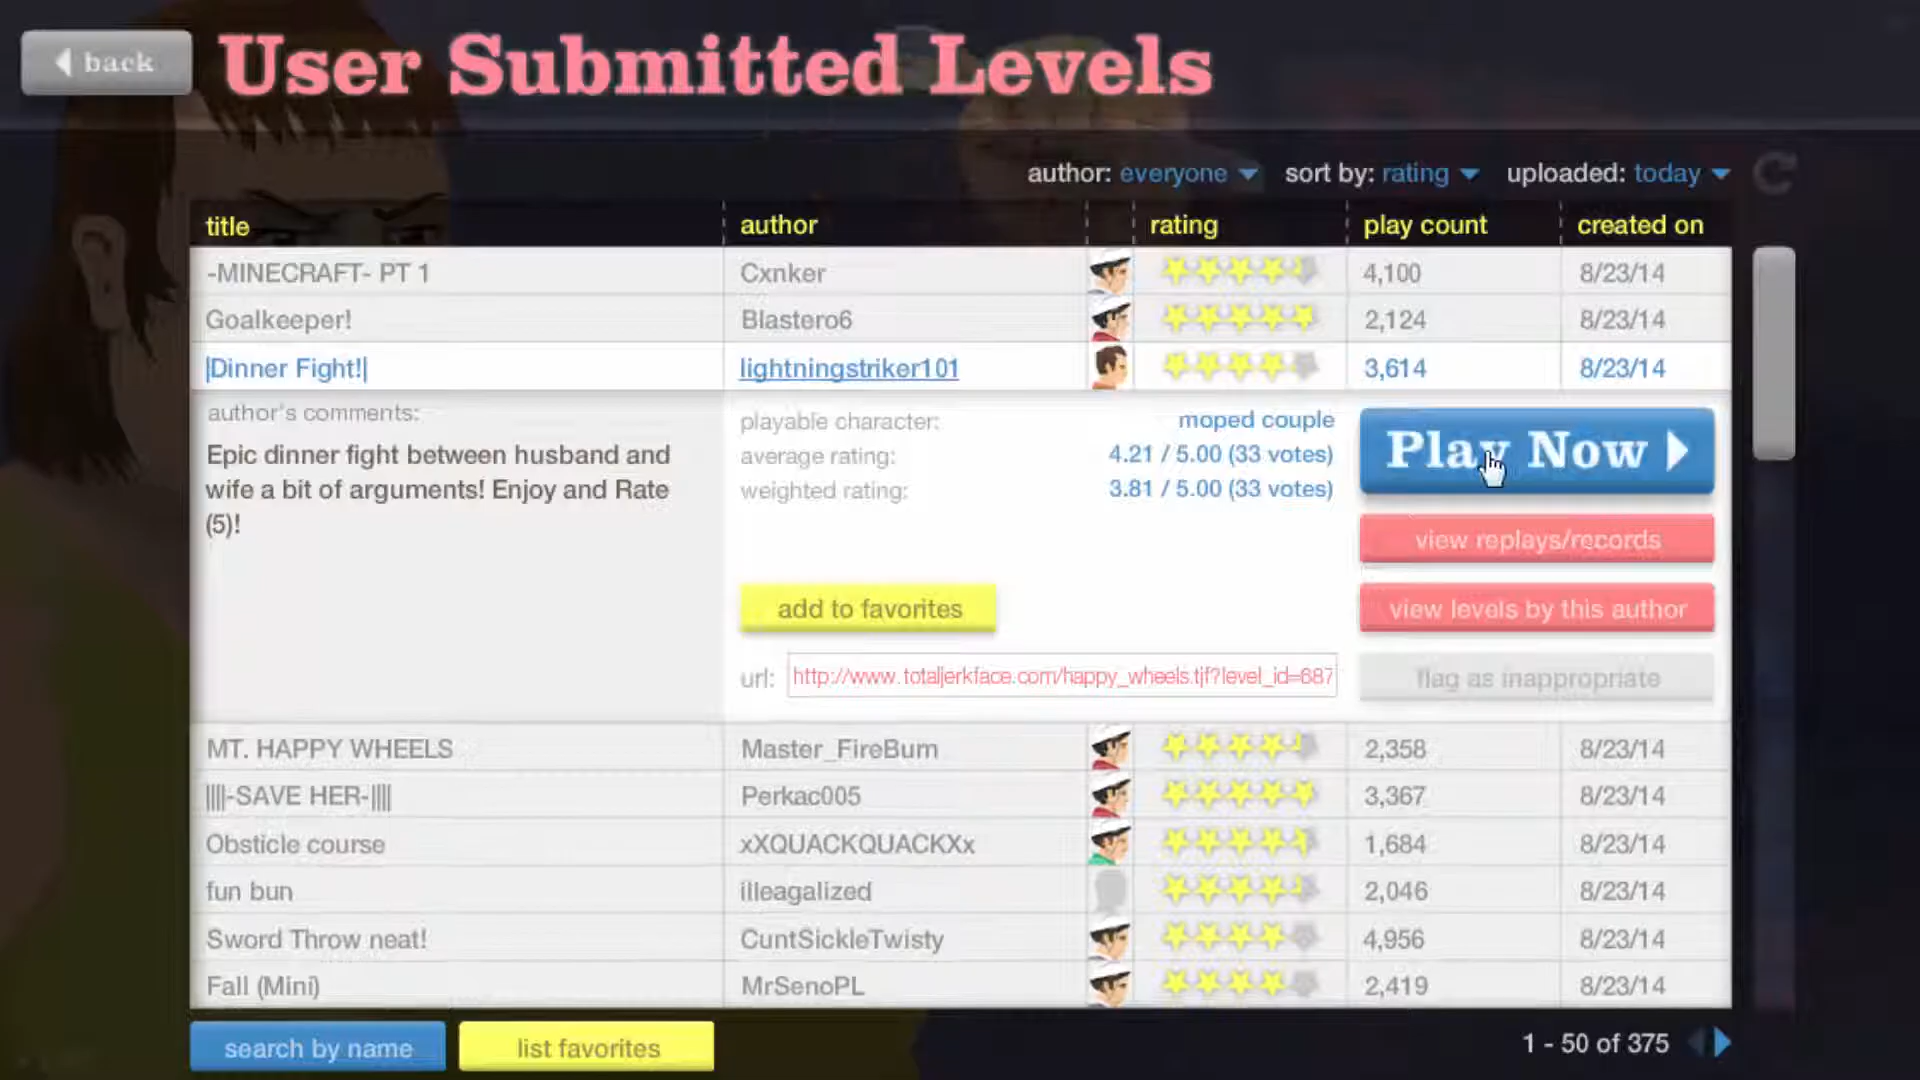 back
User Submitted Levels
author: everyone sort by: rating uploaded: today
title author rating play count created on
-MINECRAFT- PT 1 Cxnker 4,100 8/23/14
Goalkeeper! Blastero6 2,124 8/23/14
|Dinner Fight!| lightningstriker101 3,614 8/23/14
author's comments:
Epic dinner fight between husband and
wife a bit of arguments! Enjoy and Rate
(5)!
playable character: moped couple
average rating: 4.21 / 5.00 (33 votes)
weighted rating: 3.81 / 5.00 (33 votes)
add to favorites
url: http://www.totaljerkface.com/happy_wheels.tjf?level_id=687
Play Now
view replays/records
view levels by this author
flag as inappropriate
MT. HAPPY WHEELS Master_FireBum 2,358 8/23/14
||||-SAVE HER-|||| Perkac005 3,367 8/23/14
Obsticle course xXQUACKQUACKXx 1,684 8/23/14
fun bun illeagalized 2,046 8/23/14
Sword Throw neat! CuntSickleTwisty 4,956 8/23/14
Fall (Mini) MrSenoPL 2,419 8/23/14
search by name list favorites 1 - 50 of 375